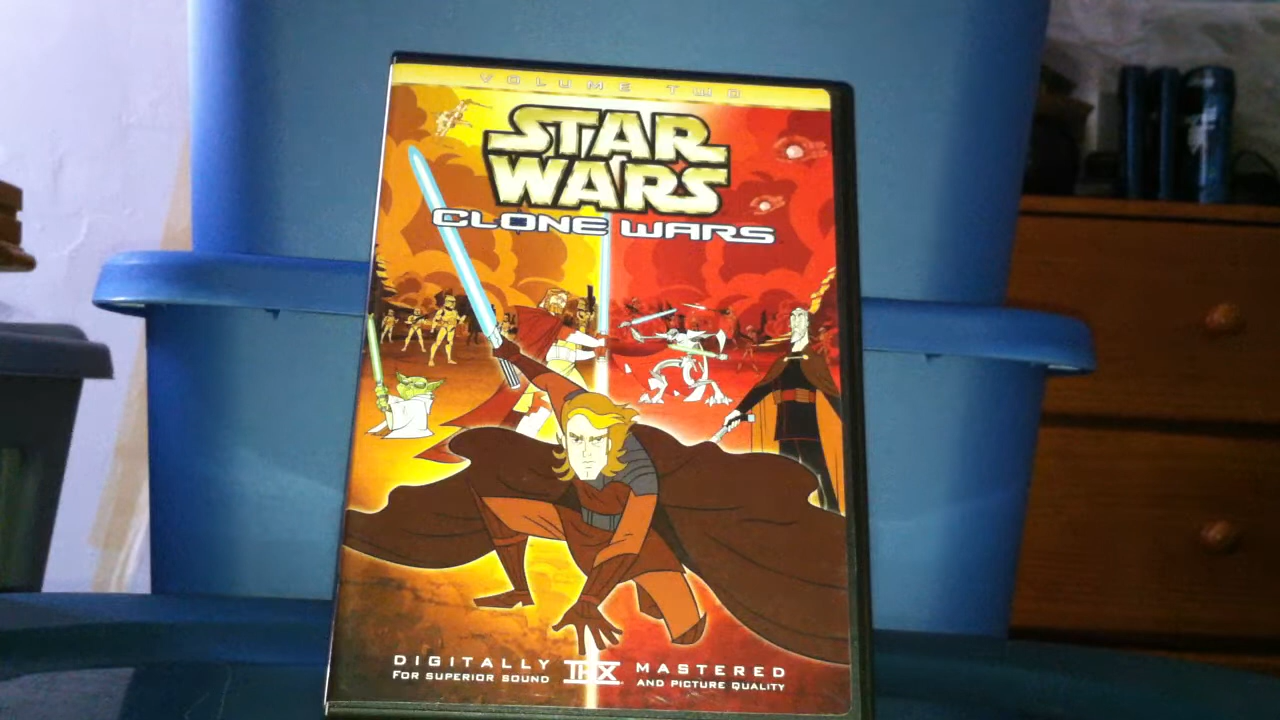 VOLUME TWO
STAR
WARS
CLONE WARS
DIGITALLY THX MASTERED
FOR SUPERIOR SOUND AND PICTURE QUALITY